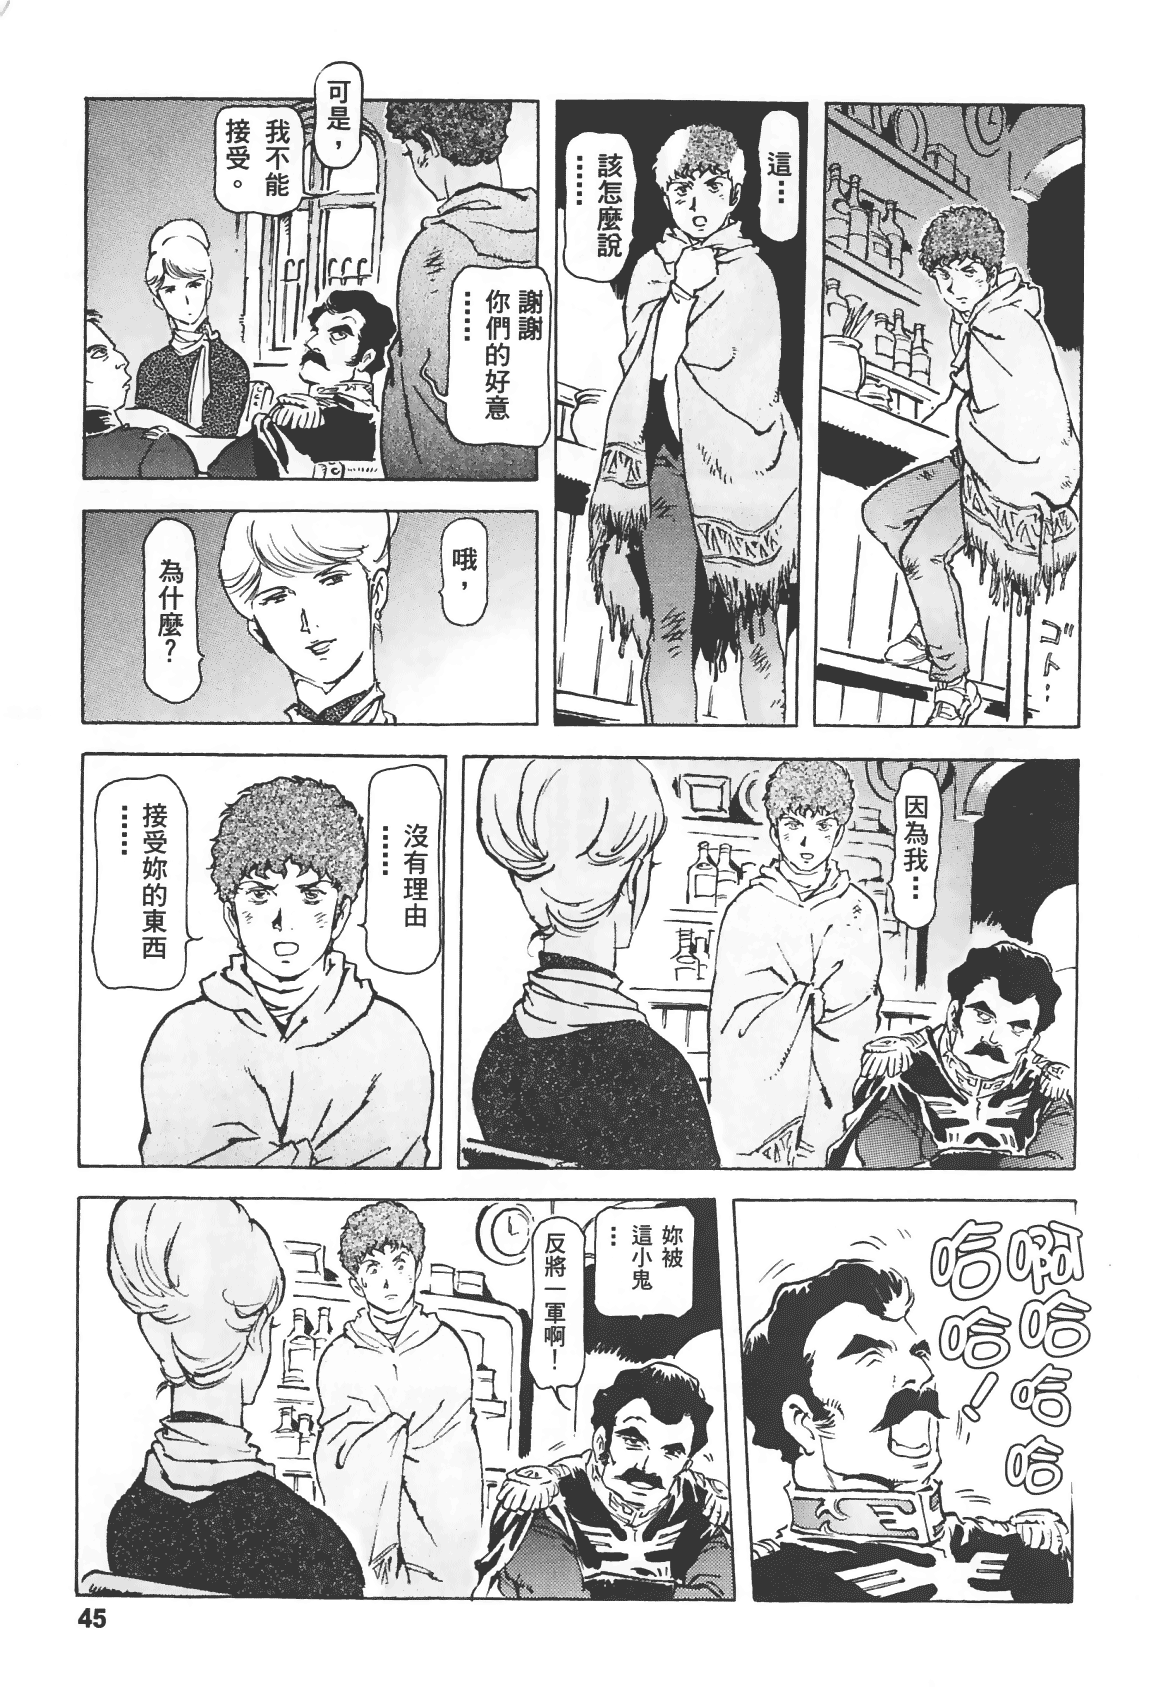 ゴト…
這…
該怎麼說
……
謝謝
你們的好意
……
可是，
我不能
接受。
哦，
為什麼？
因為我…
沒有理由
……
接受妳的東西
……
啊哈哈哈
哈哈哈！
妳被
這小鬼
…
反將一軍啊！
45